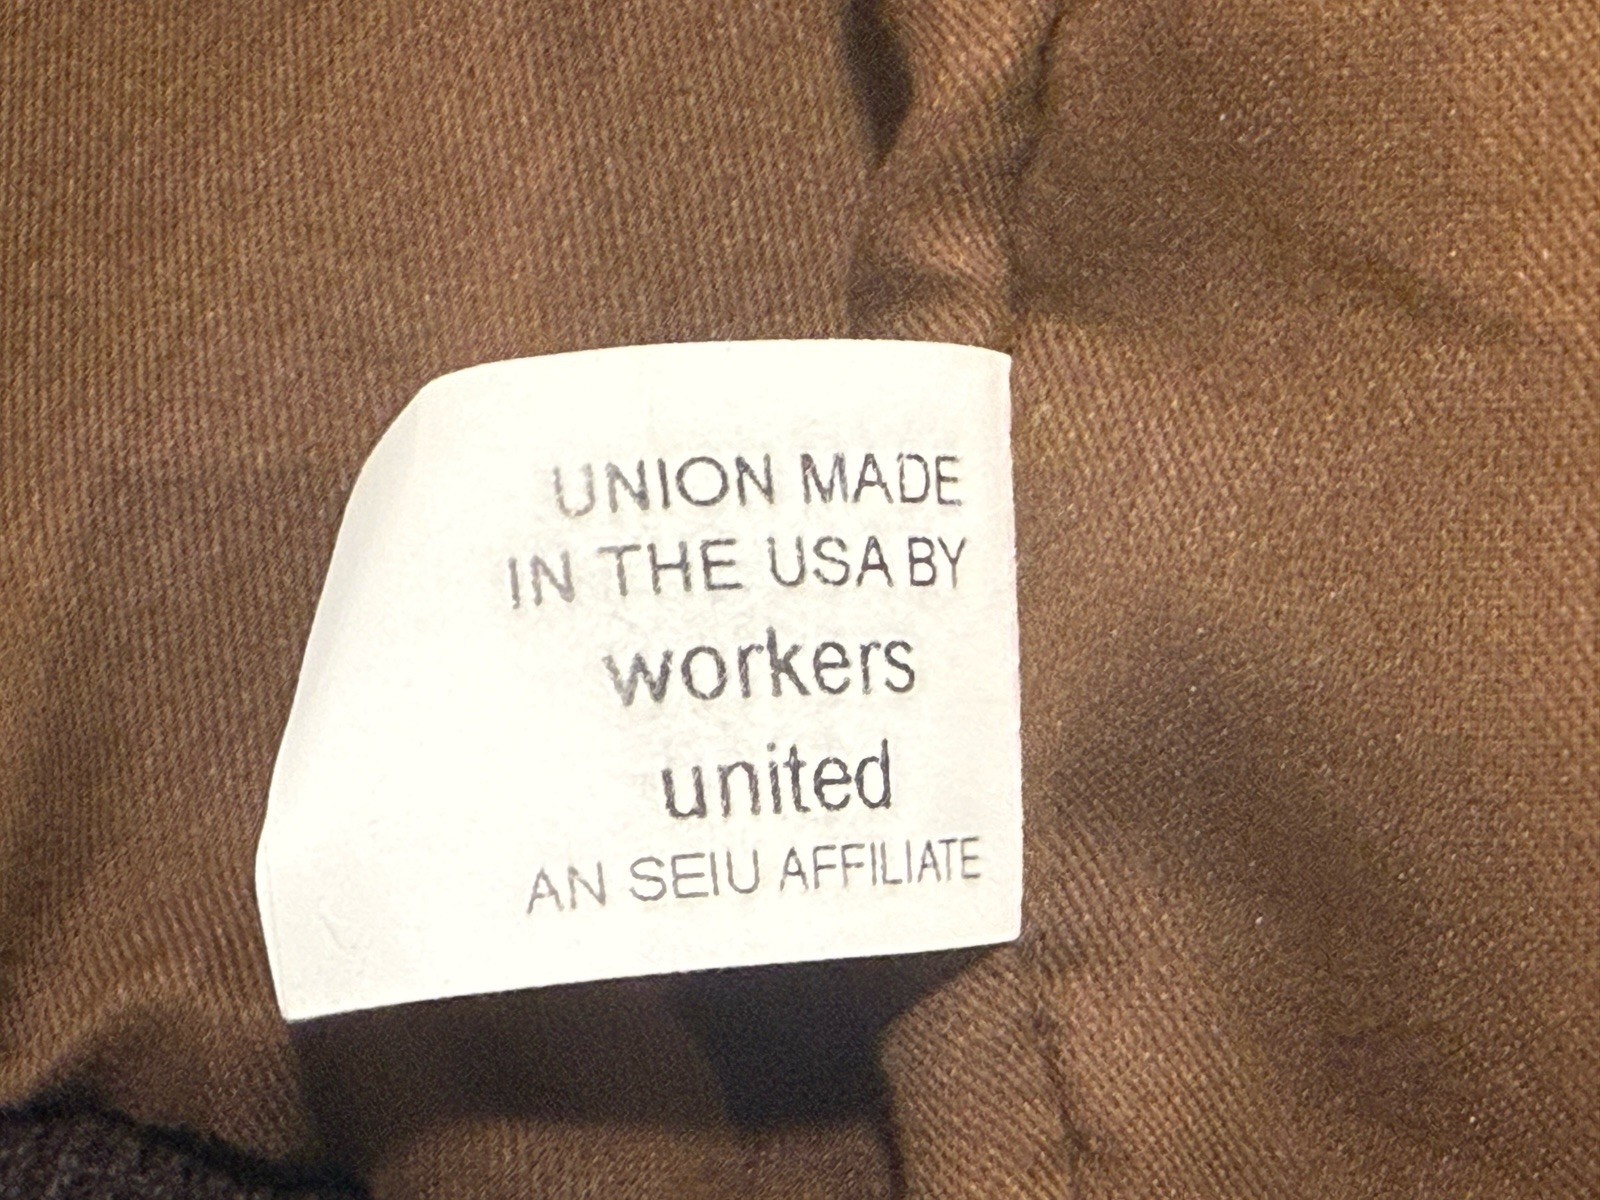 UNION MADE
IN THE USA BY
workers
united
AN SEIU AFFILIATE